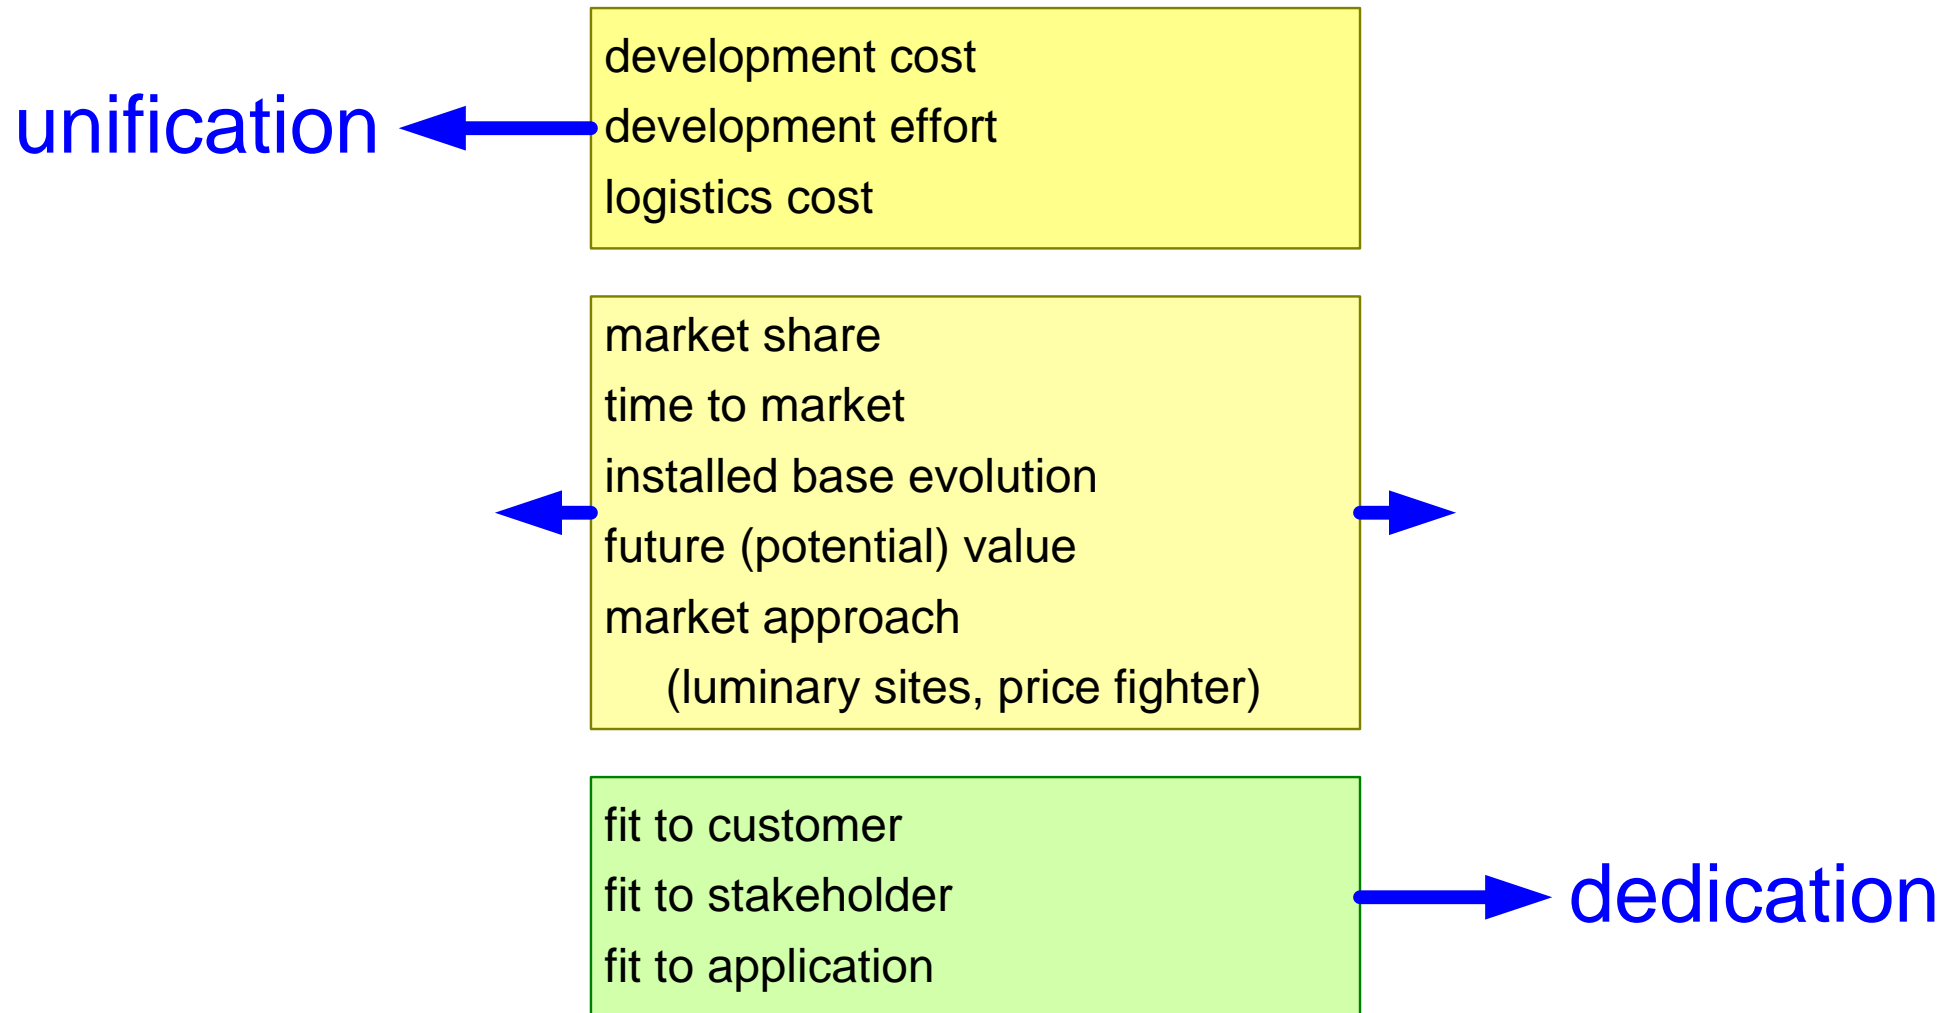 development cost
unification
development effort
logistics cost
market share
time to market
installed base evolution
future (potential) value
market approach
(luminary sites, price fighter)
fit to customer
fit to stakeholder
dedication
fit to application